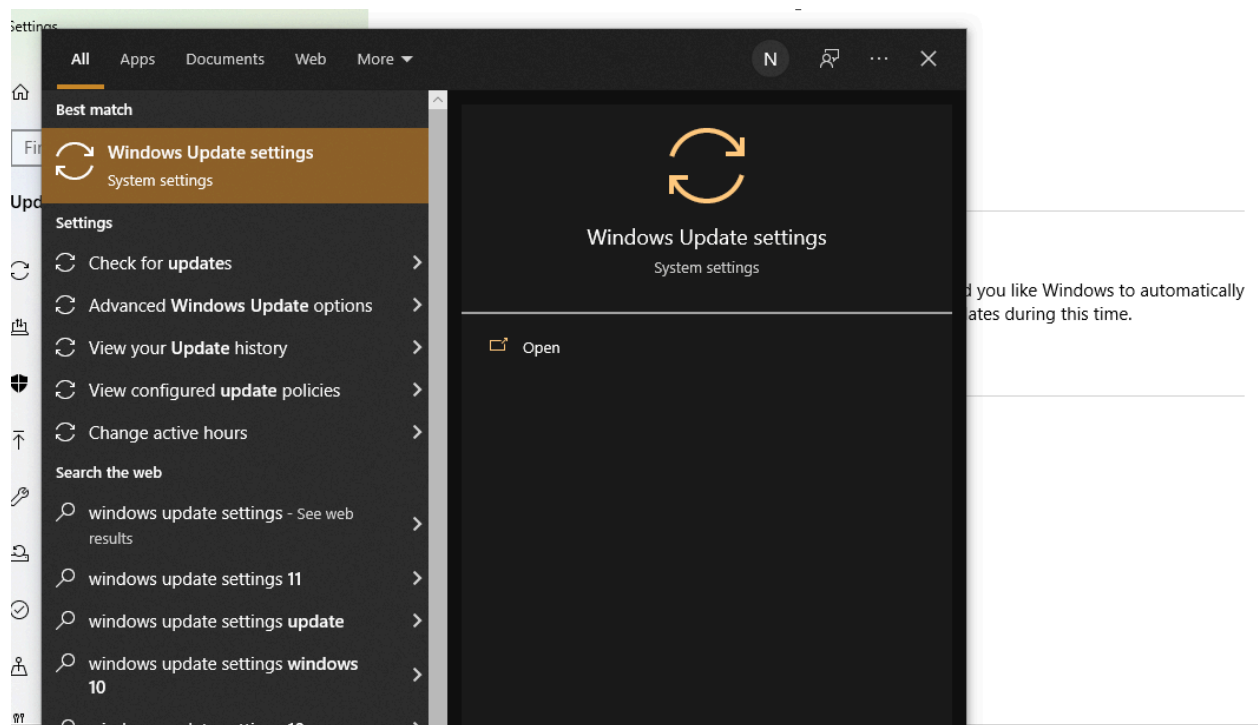 Settings
All Apps Documents Web More N
Best match
Windows Update settings
System settings
Settings
Check for updates
Advanced Windows Update options
View your Update history
View configured update policies
Change active hours
Search the web
windows update settings - See web
results
windows update settings 11
windows update settings update
windows update settings windows
10
Windows Update settings
System settings
Open
Fin
Upd
d you like Windows to automatically
ates during this time.